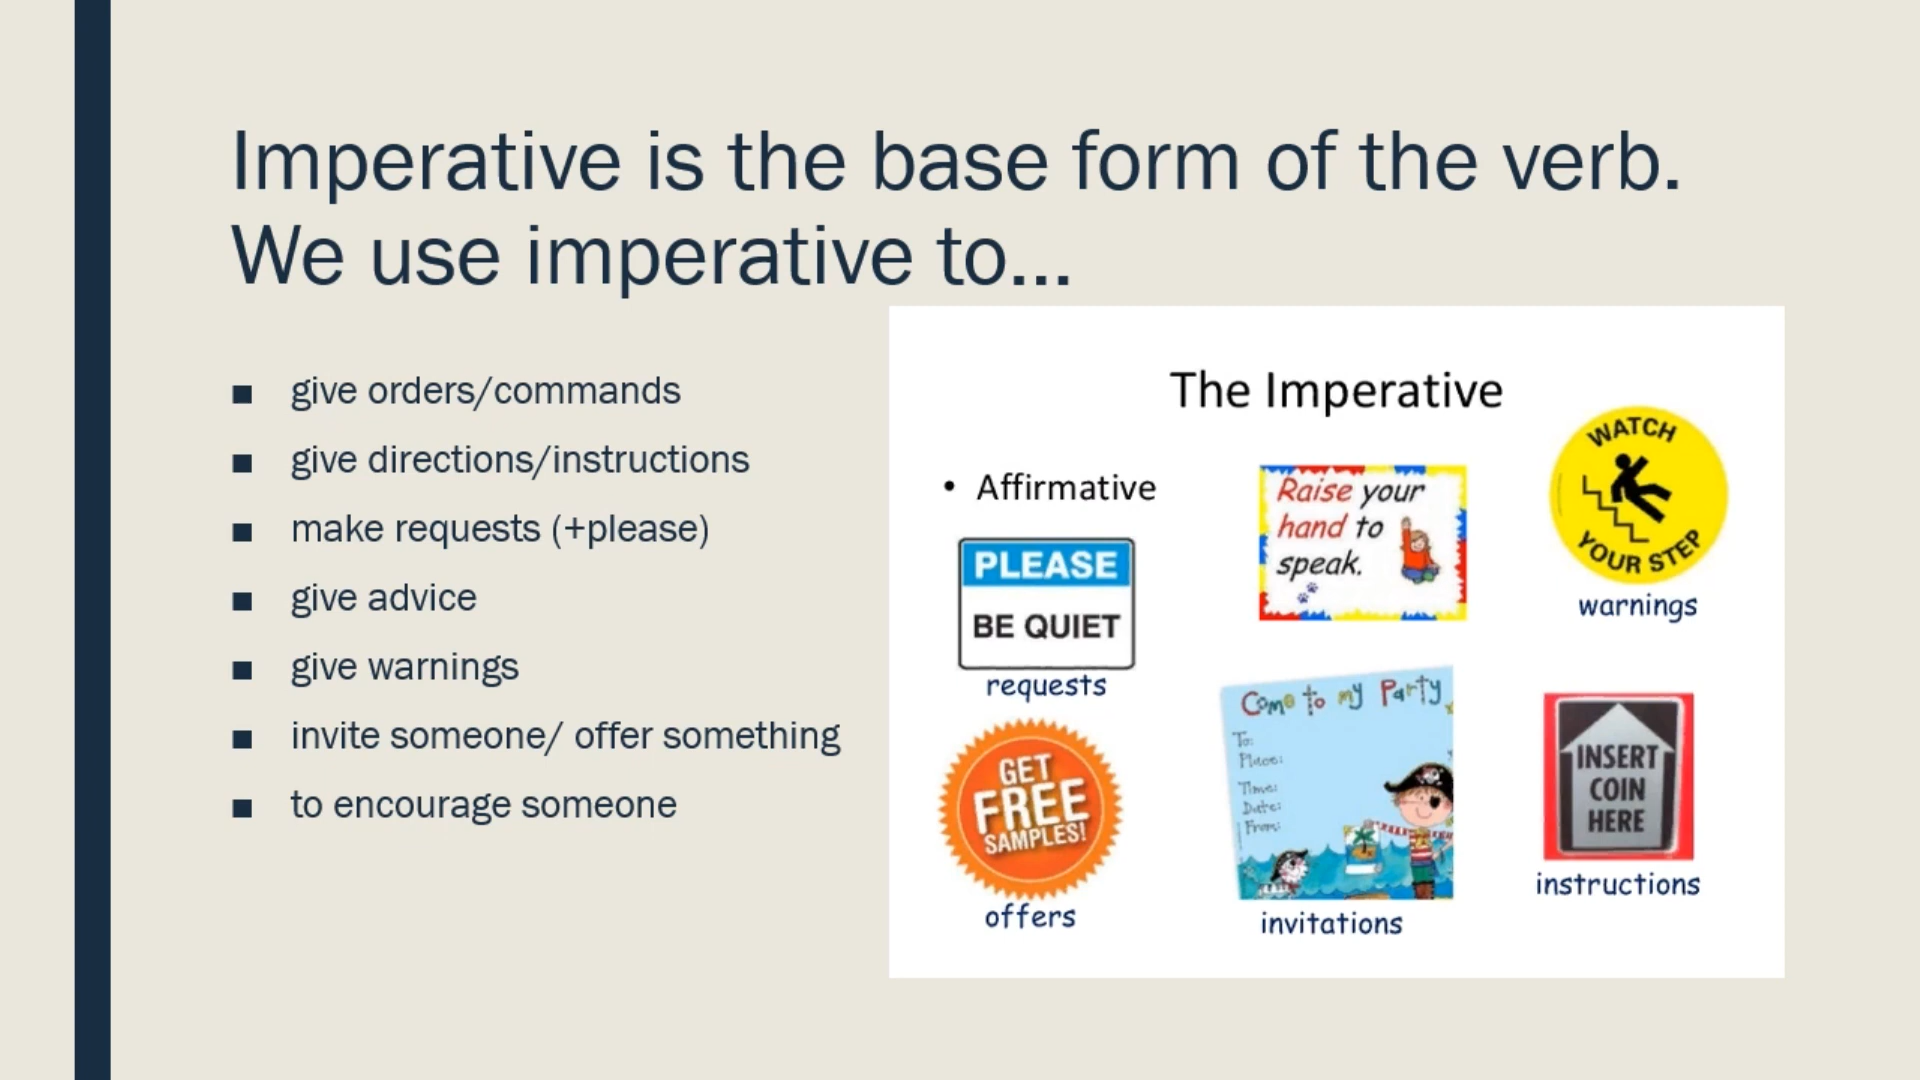 Imperative is the base form of the verb.
We use imperative to...
■ give orders/commands
■ give directions/instructions
■ make requests (+please)
■ give advice
■ give warnings
■ invite someone/ offer something
■ to encourage someone
The Imperative
• Affirmative
PLEASE
BE QUIET
requests
Raise your
hand to
speak.
WATCH
YOUR STEP
warnings
GET
FREE
SAMPLES!
offers
Come to my Party
To:
Place:
Time:
Date:
From:
invitations
INSERT
COIN
HERE
instructions